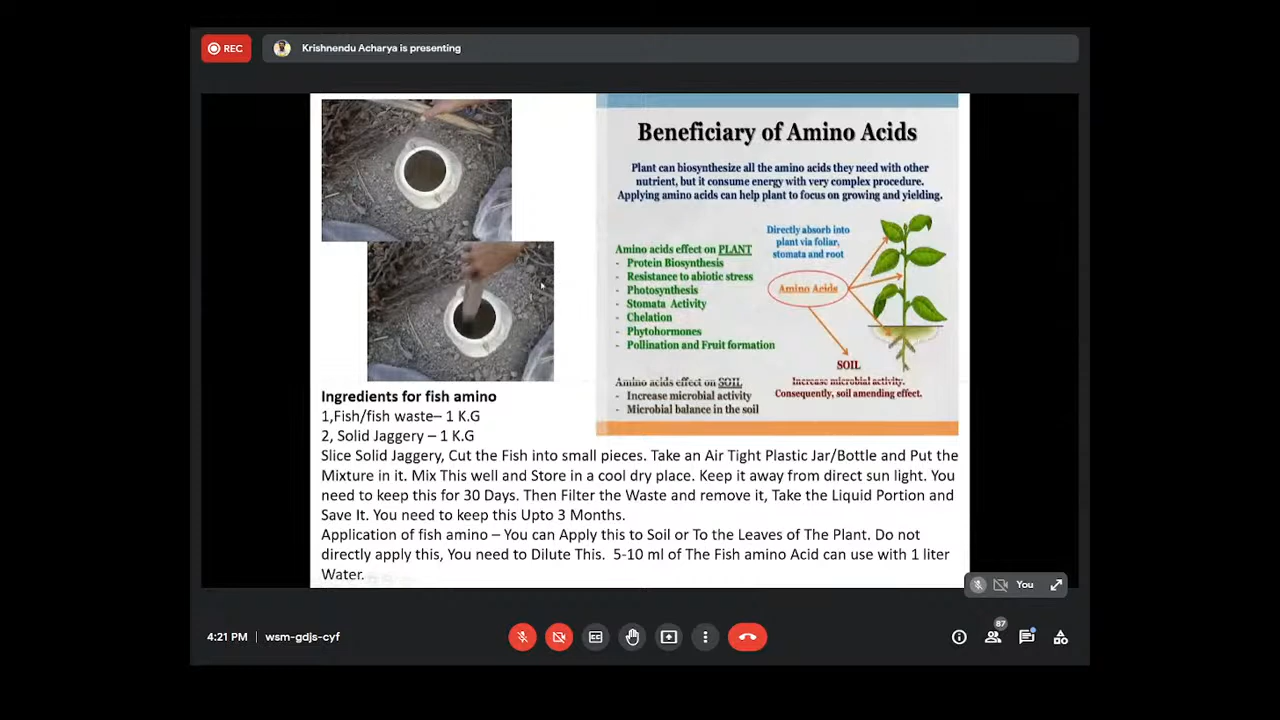 REC
Krishnendu Acharya is presenting
Beneficiary of Amino Acids
Plant can biosynthesize all the amino acids they need with other
nutrient, but it consume energy with very complex procedure.
Applying amino acids can help plant to focus on growing and yielding.
Directly absorb into
plant via foliar,
stomata and root
Amino acids effect on PLANT
- Protein Biosynthesis
- Resistance to abiotic stress
- Photosynthesis
- Stomata Activity
- Chelation
- Phytohormones
- Pollination and Fruit formation
Amino Acids
SOIL
Increase microbial activity.
Consequently, soil amending effect.
Amino acids effect on SOIL
- Increase microbial activity
- Microbial balance in the soil
Ingredients for fish amino
1,Fish/fish waste– 1 K.G
2, Solid Jaggery – 1 K.G
Slice Solid Jaggery, Cut the Fish into small pieces. Take an Air Tight Plastic Jar/Bottle and Put the
Mixture in it. Mix This well and Store in a cool dry place. Keep it away from direct sun light. You
need to keep this for 30 Days. Then Filter the Waste and remove it, Take the Liquid Portion and
Save It. You need to keep this Upto 3 Months.
Application of fish amino – You can Apply this to Soil or To the Leaves of The Plant. Do not
directly apply this, You need to Dilute This.  5-10 ml of The Fish amino Acid can use with 1 liter
Water.
You
4:21 PM | wsm-gdjs-cyf
87